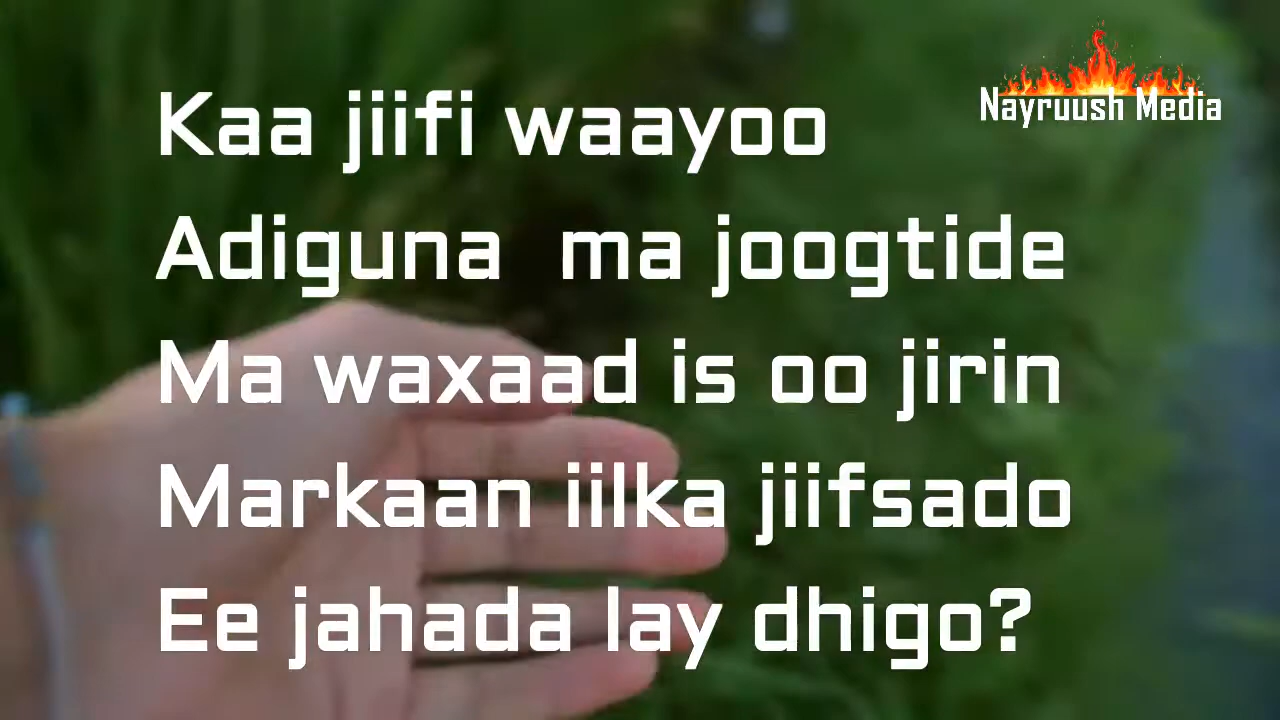 Nayruush Media
Kaa jiifi waayoo
Adiguna ma joogtide
Ma waxaad is oo jirin
Markaan iilka jiifsado
Ee jahada lay dhigo?